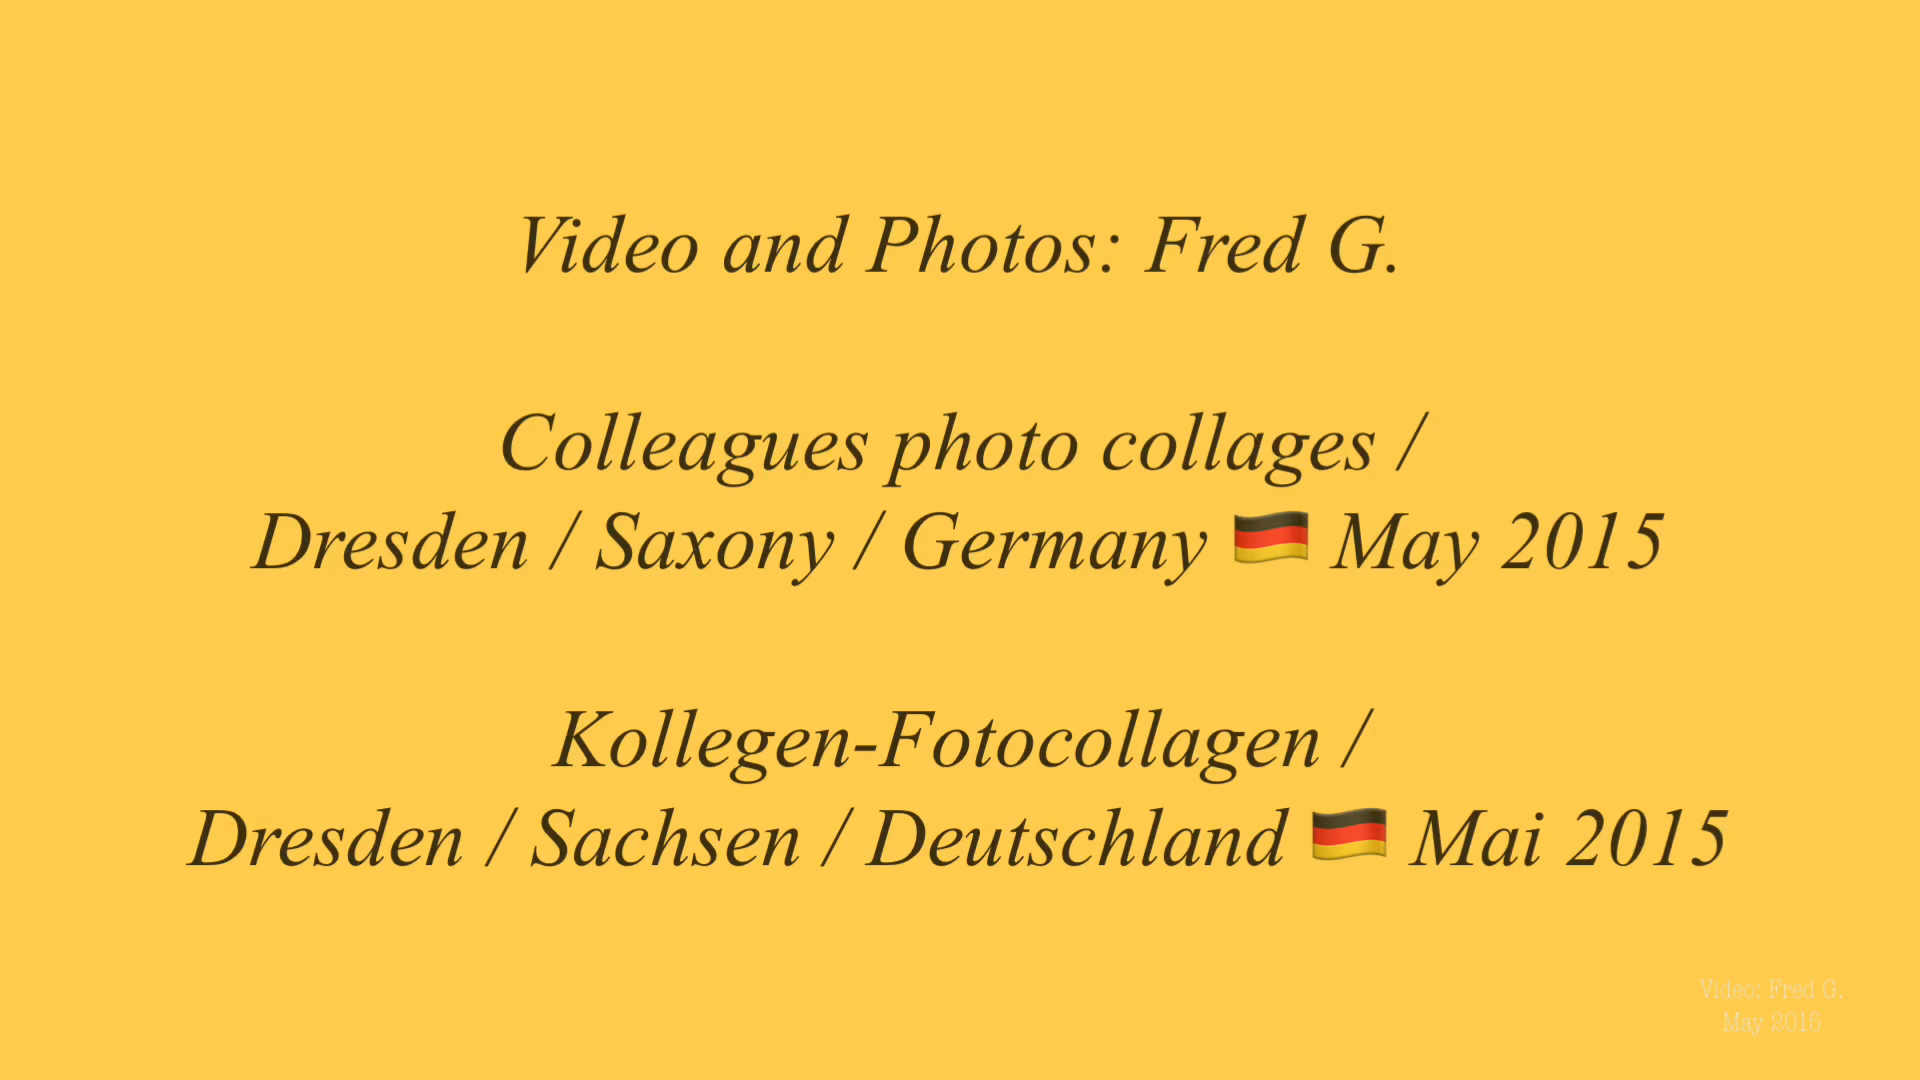 Video and Photos: Fred G.
Colleagues photo collages /
Dresden / Saxony / Germany 🇩🇪 May 2015
Kollegen-Fotocollagen /
Dresden / Sachsen / Deutschland 🇩🇪 Mai 2015
Video: Fred G.
May 2015